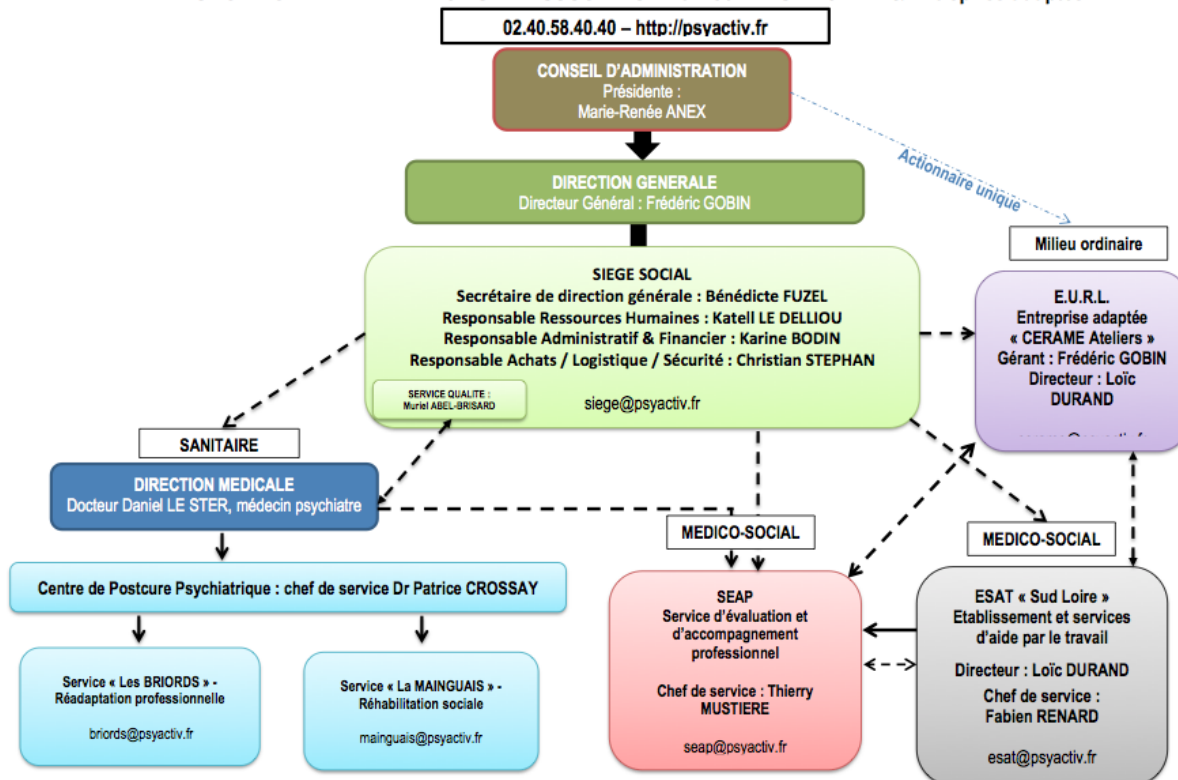 02.40.58.40.40 – http://psyactiv.fr
CONSEIL D'ADMINISTRATION
Présidente :
Marie-Renée ANEX
Actionnaire unique
DIRECTION GENERALE
Directeur Général : Frédéric GOBIN
Milieu ordinaire
SIEGE SOCIAL
Secrétaire de direction générale : Bénédicte FUZEL
Responsable Ressources Humaines : Katell LE DELLIOU
Responsable Administratif & Financier : Karine BODIN
Responsable Achats / Logistique / Sécurité : Christian STEPHAN
SERVICE QUALITE :
Muriel ABEL-BRISARD
siege@psyactiv.fr
E.U.R.L.
Entreprise adaptée
« CERAME Ateliers »
Gérant : Frédéric GOBIN
Directeur : Loïc
DURAND
SANITAIRE
DIRECTION MEDICALE
Docteur Daniel LE STER, médecin psychiatre
MEDICO-SOCIAL
MEDICO-SOCIAL
Centre de Postcure Psychiatrique : chef de service Dr Patrice CROSSAY
Service « Les BRIORDS » -
Réadaptation professionnelle
briords@psyactiv.fr
Service « La MAINGUAIS » -
Réhabilitation sociale
mainguais@psyactiv.fr
SEAP
Service d'évaluation et
d'accompagnement
professionnel
Chef de service : Thierry
MUSTIERE
seap@psyactiv.fr
ESAT « Sud Loire »
Etablissement et services
d'aide par le travail
Directeur : Loïc DURAND
Chef de service :
Fabien RENARD
esat@psyactiv.fr